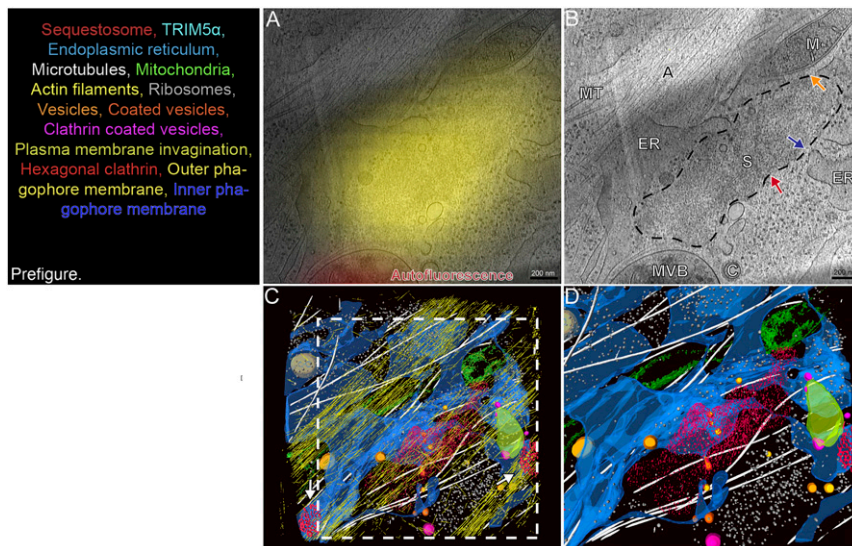 Sequestosome, TRIM5α,
Endoplasmic reticulum,
Microtubules, Mitochondria,
Actin filaments, Ribosomes,
Vesicles, Coated vesicles,
Clathrin coated vesicles,
Plasma membrane invagination,
Hexagonal clathrin, Outer pha-
gophore membrane, Inner pha-
gophore membrane
Prefigure.
A
Autofluorescence
200 nm
B
M
A
MT
ER
S
ER
MVB
C
C
D